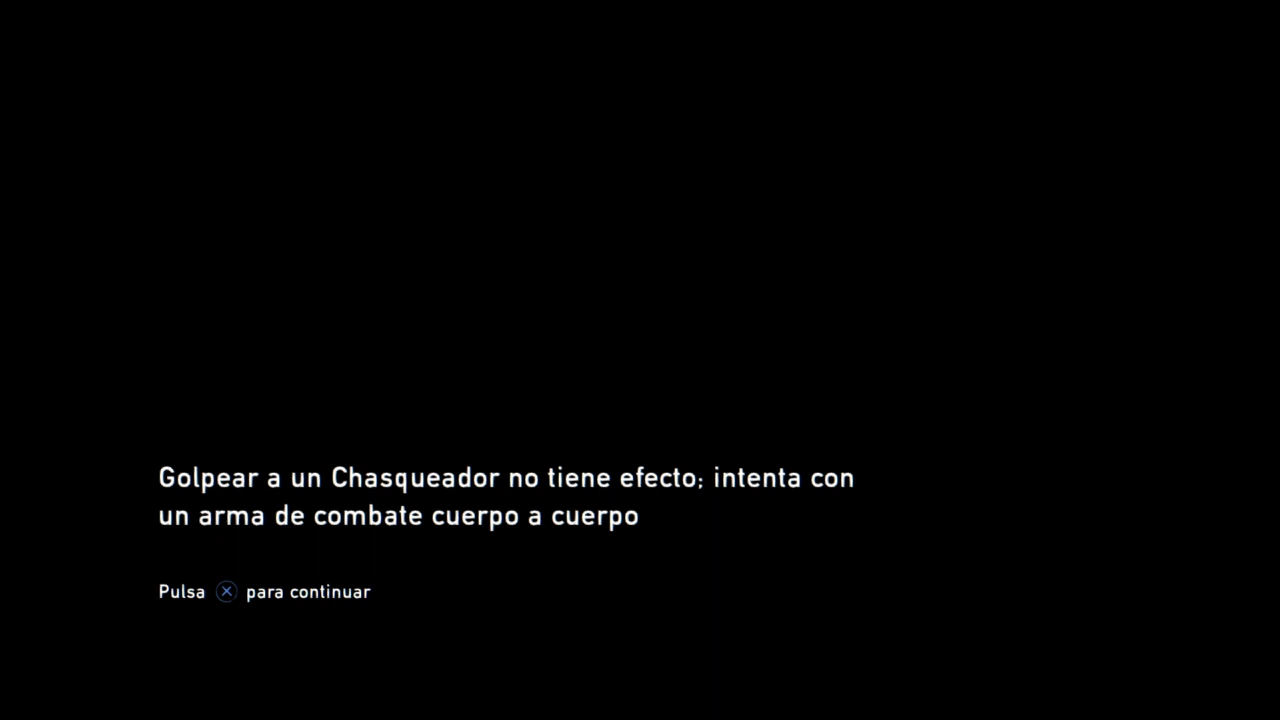 Golpear a un Chasqueador no tiene efecto; intenta con
un arma de combate cuerpo a cuerpo
Pulsa ⓧ para continuar